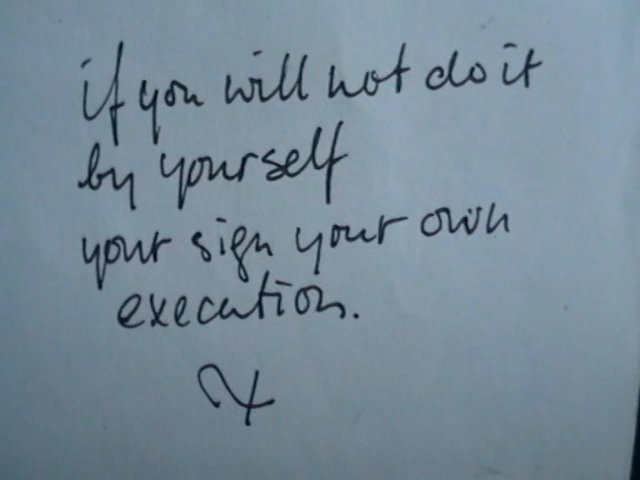 if you will not do it
by yourself
your sign your own
execution.